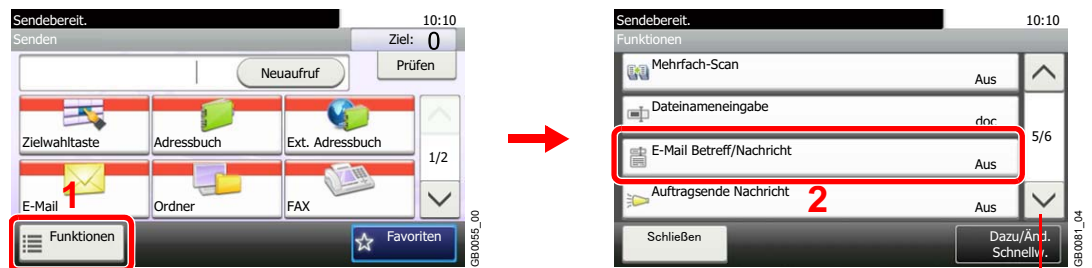 Sendebereit.
10:10
Senden
Ziel: 0
Neuaufruf
Prüfen
Zielwahltaste
Adressbuch
Ext. Adressbuch
1/2
1
E-Mail
Ordner
FAX
Funktionen
Favoriten
GB0055_00
Sendebereit.
10:10
Funktionen
Mehrfach-Scan
Aus
Dateinameneingabe
doc
5/6
E-Mail Betreff/Nachricht
Aus
Auftragsende Nachricht
2
Aus
Schließen
Dazu/Änd.
Schnellw.
GB0081_04